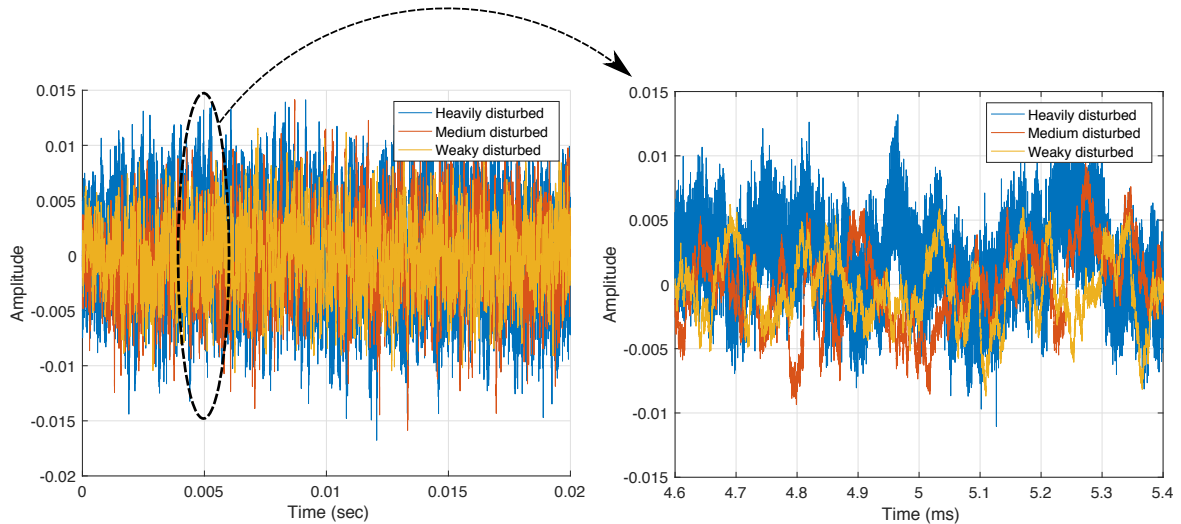 0.015
0.01
0.005
0
-0.005
-0.01
-0.015
-0.02
Amplitude
0
0.005
0.01
0.015
0.02
Time (sec)
Heavily disturbed
Medium disturbed
Weaky disturbed
0.015
0.01
0.005
0
-0.005
-0.01
-0.015
Amplitude
4.6
4.7
4.8
4.9
5
5.1
5.2
5.3
5.4
Time (ms)
Heavily disturbed
Medium disturbed
Weaky disturbed